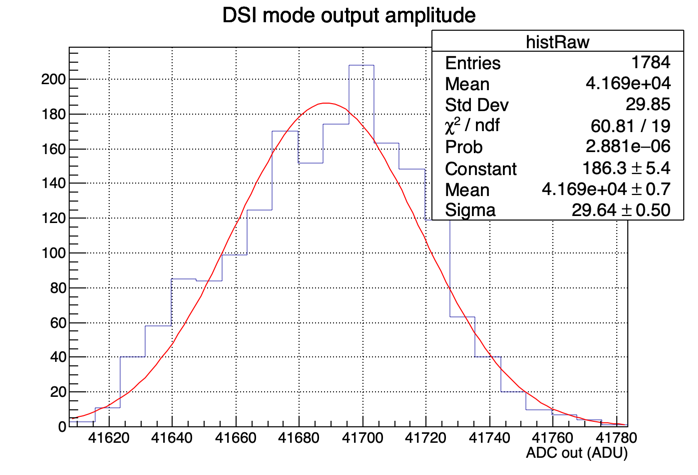 DSI mode output amplitude
histRaw
Entries 1784
Mean 4.169e+04
Std Dev 29.85
χ² / ndf 60.81 / 19
Prob 2.881e−06
Constant 186.3 ± 5.4
Mean 4.169e+04 ± 0.7
Sigma 29.64 ± 0.50
200
180
160
140
120
100
80
60
40
20
0
41620 41640 41660 41680 41700 41720 41740 41760 41780
ADC out (ADU)